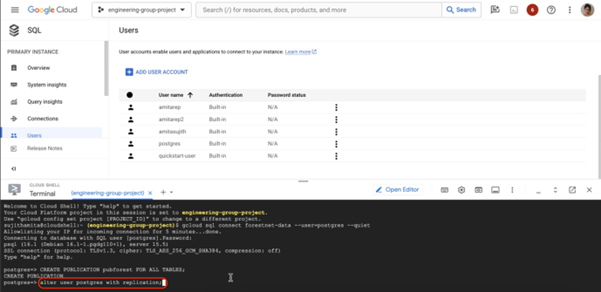 Google Cloud
engineering-group-project
Search (/) for resources, docs, products, and more
Search
SQL
Users
PRIMARY INSTANCE
Overview
System insights
Query insights
Connections
Users
Release Notes
User accounts enable users and applications to connect to your instance. Learn more
ADD USER ACCOUNT
User name Authentication Password status
amitarep Built-in N/A
amitarep2 Built-in N/A
amitasujith Built-in N/A
postgres Built-in N/A
quickstart-user Built-in N/A
CLOUD SHELL
Terminal (engineering-group-project) × + Open Editor
Welcome to Cloud Shell! Type "help" to get started.
Your Cloud Platform project in this session is set to engineering-group-project.
Use "gcloud config set project [PROJECT_ID]" to change to a different project.
sujithamita@cloudshell:~ (engineering-group-project)$ gcloud sql connect forestnet-data --user=postgres --quiet
Allowlisting your IP for incoming connection for 5 minutes...done.
Connecting to database with SQL user [postgres].Password:
psql (16.1 (Debian 16.1-1.pgdg110+1), server 15.5)
SSL connection (protocol: TLSv1.3, cipher: TLS_AES_256_GCM_SHA384, compression: off)
Type "help" for help.
postgres=> CREATE PUBLICATION pubforest FOR ALL TABLES;
CREATE PUBLICATION
postgres=> alter user postgres with replication;